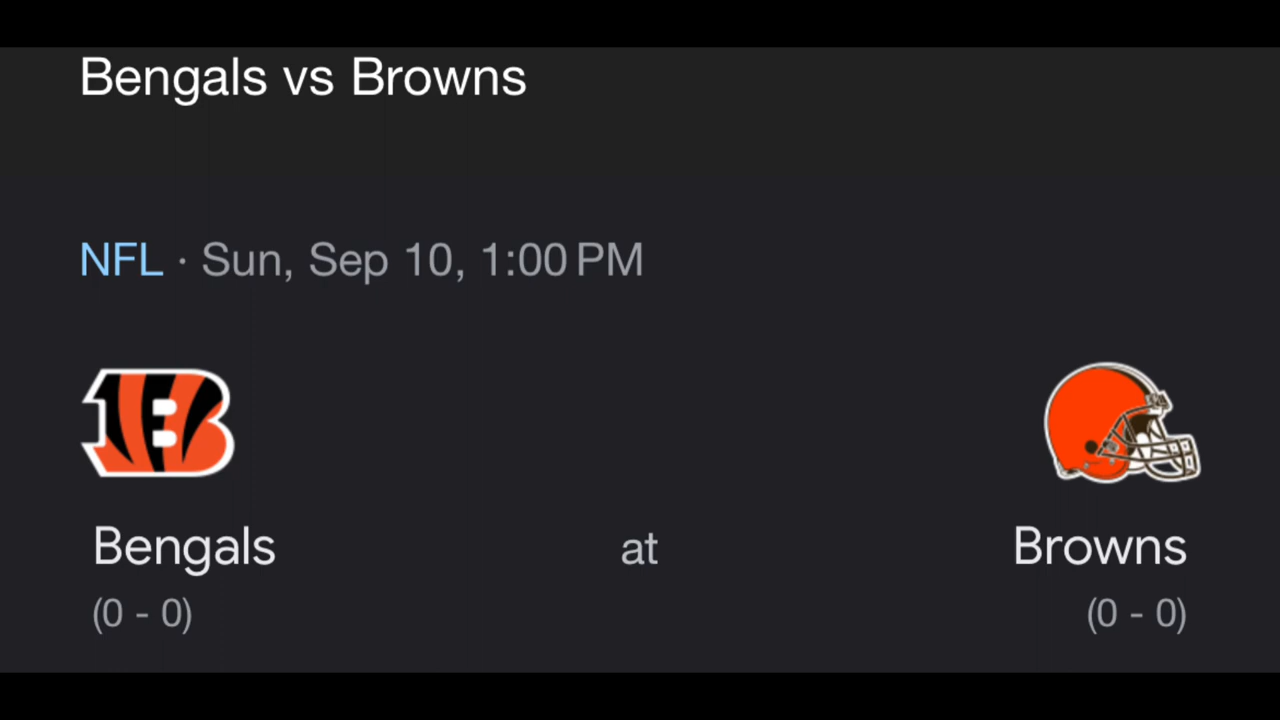 Bengals vs Browns
NFL · Sun, Sep 10, 1:00 PM
Bengals at Browns
(0 - 0) (0 - 0)